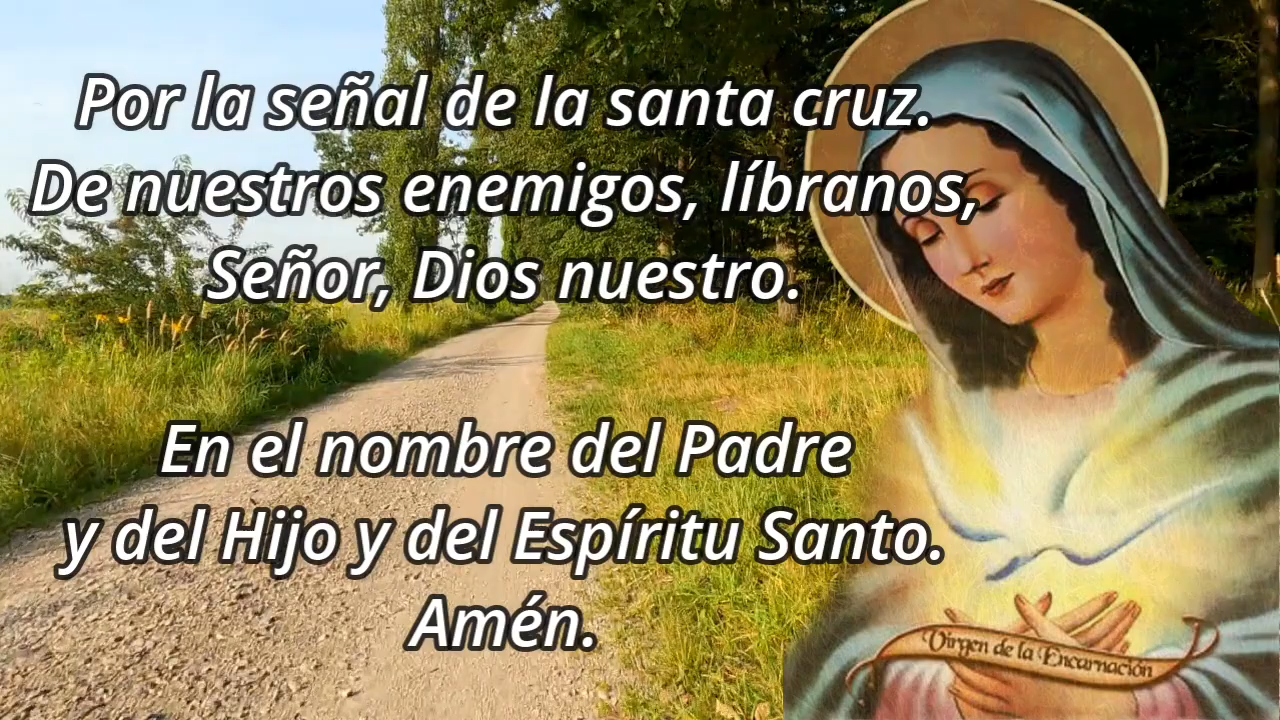 Por la señal de la santa cruz.
De nuestros enemigos, líbranos,
Señor, Dios nuestro.
En el nombre del Padre
y del Hijo y del Espíritu Santo.
Amén.
Virgen de la Encarnación